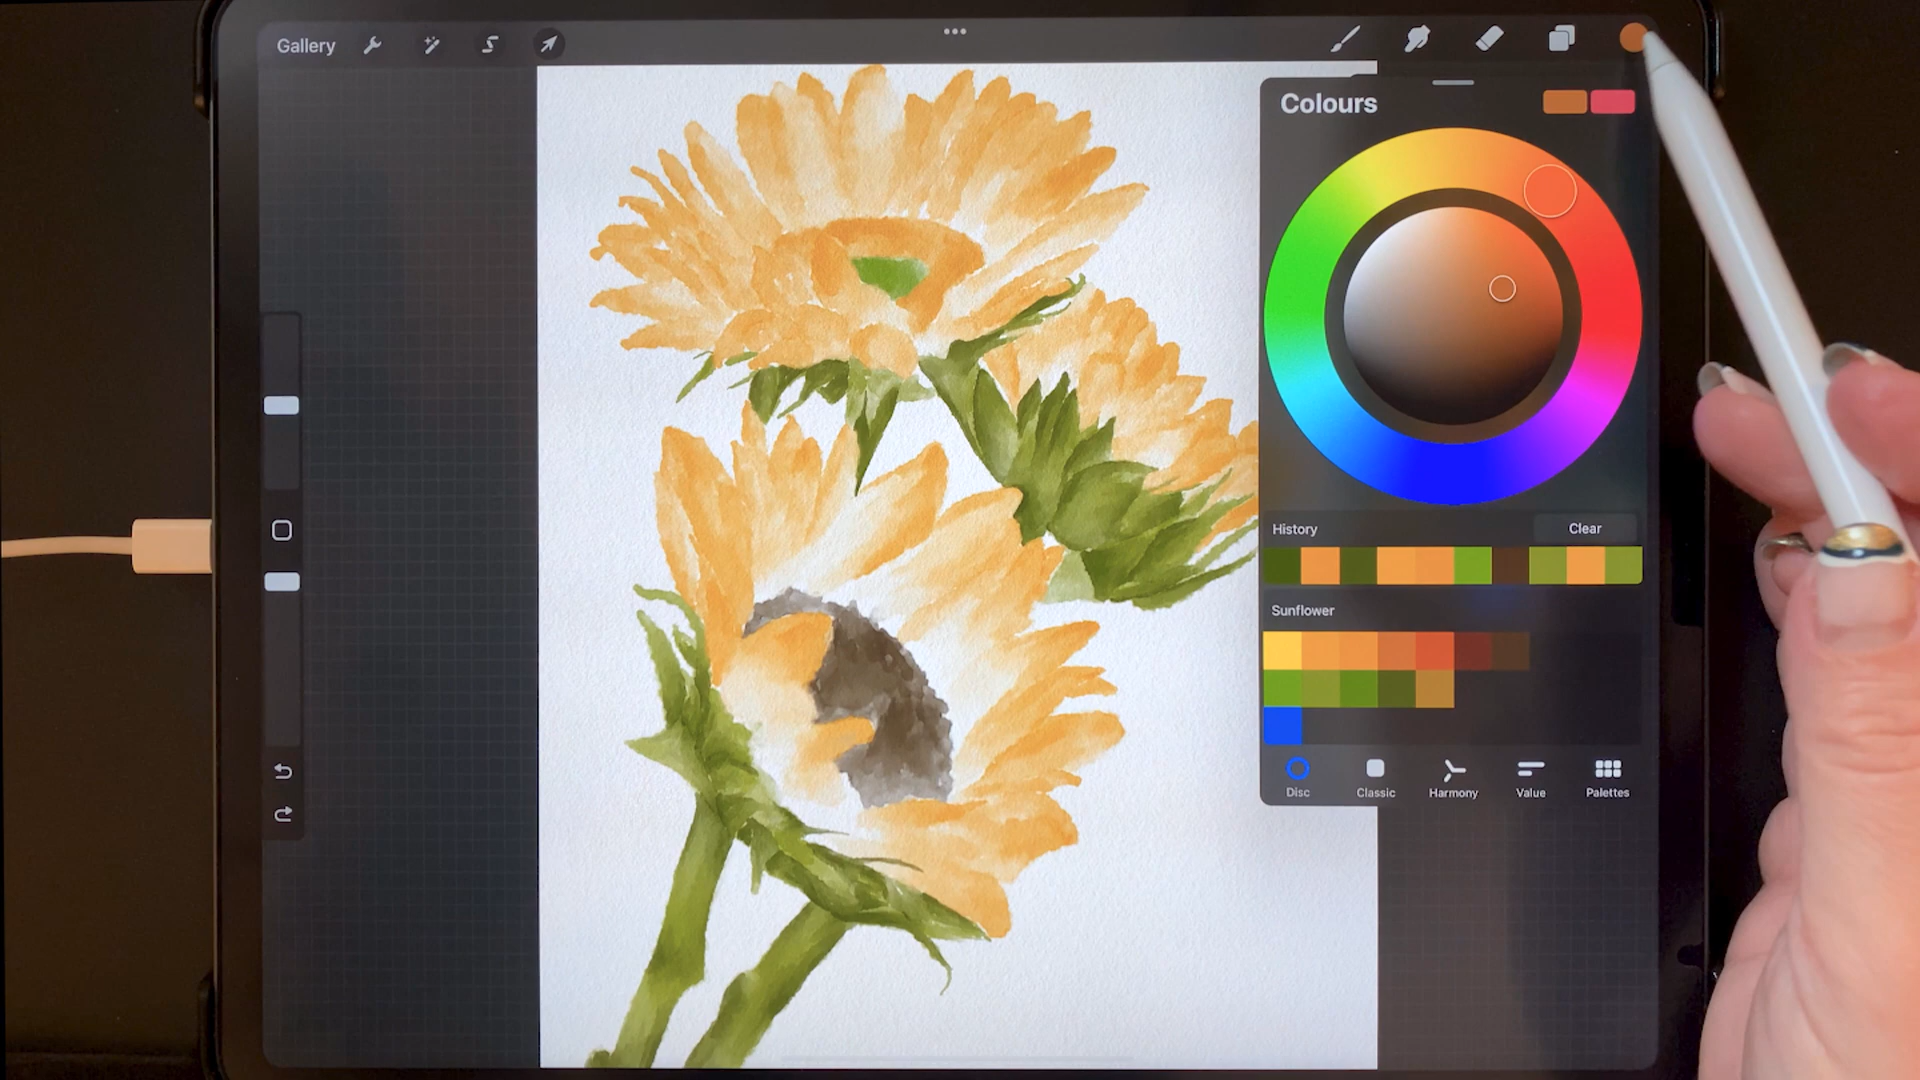 Gallery
Colours
History
Clear
Sunflower
Disc
Classic
Harmony
Value
Palettes